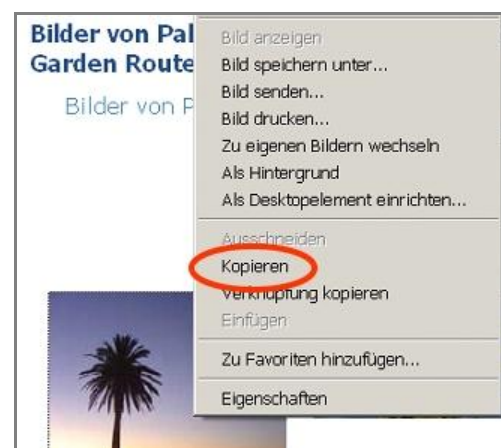 Bilder von Pal
Garden Route
Bilder von P
Bild anzeigen
Bild speichern unter...
Bild senden...
Bild drucken...
Zu eigenen Bildern wechseln
Als Hintergrund
Als Desktopelement einrichten...
Ausschneiden
Kopieren
Verknüpfung kopieren
Einfügen
Zu Favoriten hinzufügen...
Eigenschaften